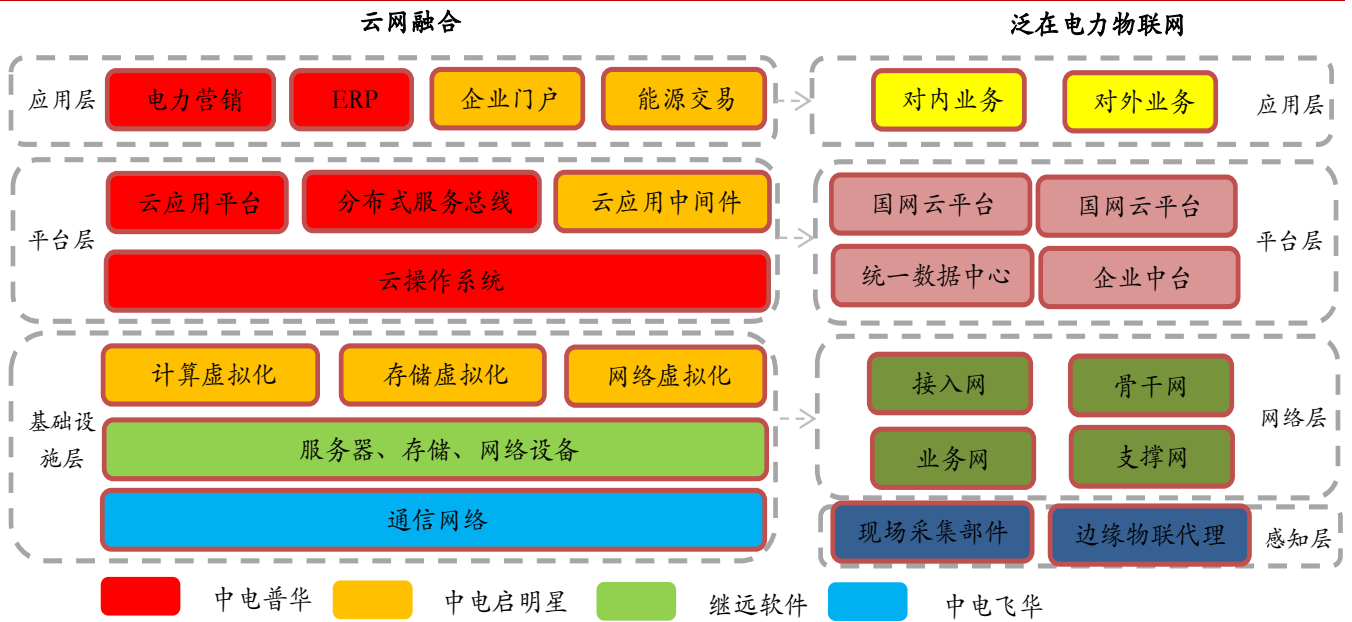 云网融合
泛在电力物联网
应用层
电力营销
ERP
企业门户
能源交易
对内业务
对外业务
应用层
平台层
云应用平台
分布式服务总线
云应用中间件
云操作系统
国网云平台
国网云平台
统一数据中心
企业中台
平台层
基础设
施层
计算虚拟化
存储虚拟化
网络虚拟化
服务器、存储、网络设备
通信网络
接入网
骨干网
业务网
支撑网
网络层
现场采集部件
边缘物联代理
感知层
中电普华
中电启明星
继远软件
中电飞华